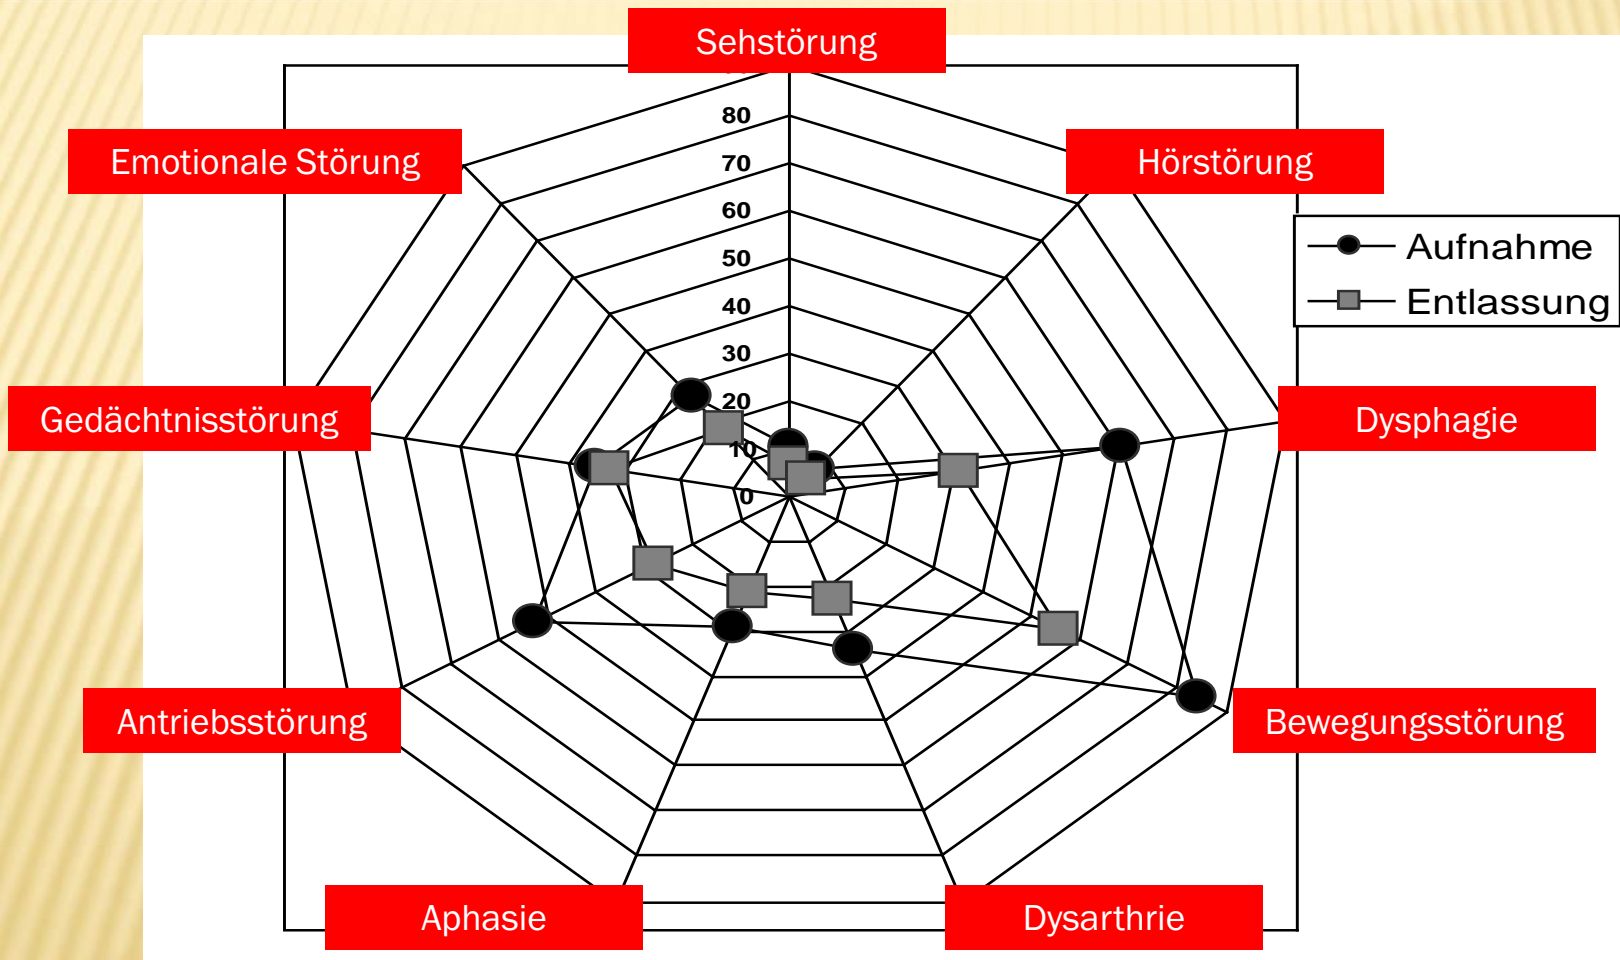 Sehstörung
80
Emotionale Störung
70
Hörstörung
60
50
Aufnahme
40
Entlassung
30
20
Gedächtnisstörung
Dysphagie
10
0
Antriebsstörung
Bewegungsstörung
Aphasie
Dysarthrie